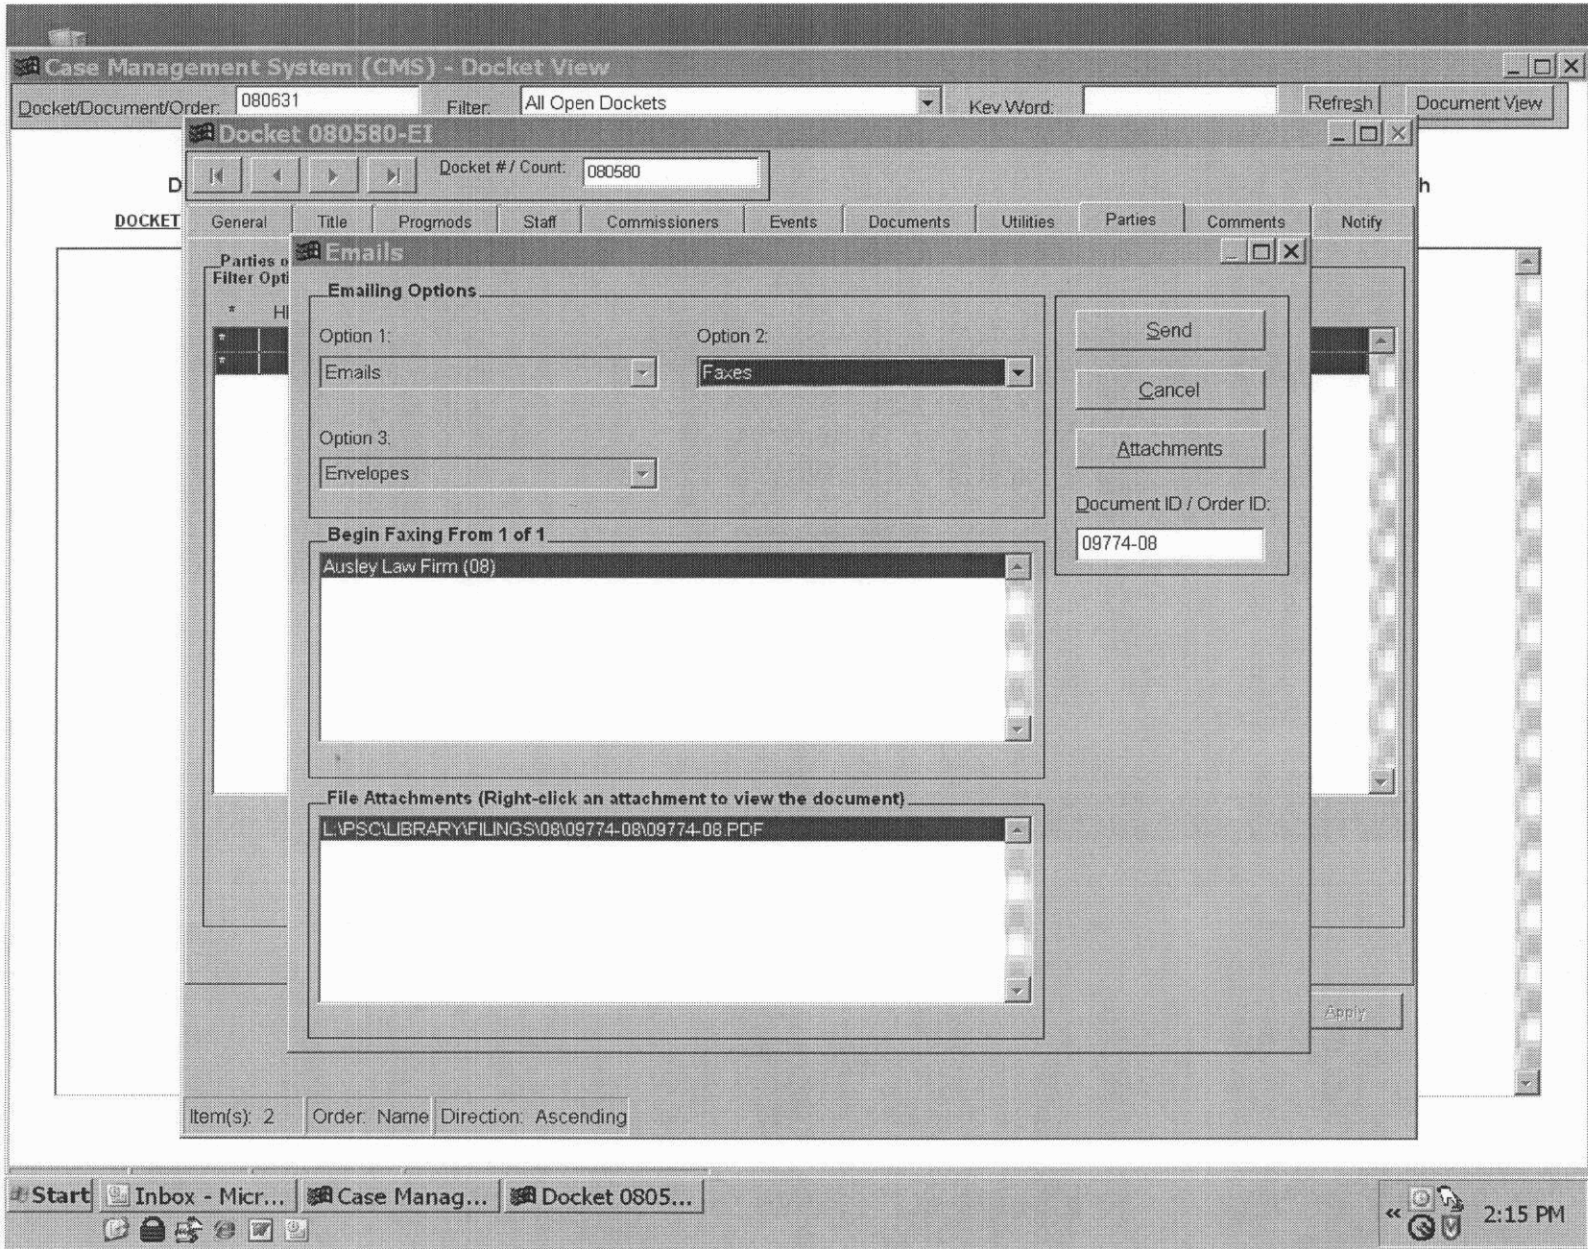 Case Management System (CMS) - Docket View
Docket/Document/Order: 080631 Filter: All Open Dockets Key Word: Refresh Document View
Docket 080580-EI
Docket # / Count: 080580
DOCKET
General Title Progmods Staff Commissioners Events Documents Utilities Parties Comments Notify
Parties o
Filter Opti
* H
*
*
Emails
Emailing Options
Option 1: Option 2:
Emails Faxes
Option 3:
Envelopes
Send
Cancel
Attachments
Document ID / Order ID:
09774-08
Begin Faxing From 1 of 1
Ausley Law Firm (08)
File Attachments (Right-click an attachment to view the document)
L:\PSC\LIBRARY\FILINGS\08\09774-08\09774-08.PDF
Apply
Item(s): 2 Order: Name Direction: Ascending
Start Inbox - Micr... Case Manag... Docket 0805... « 2:15 PM